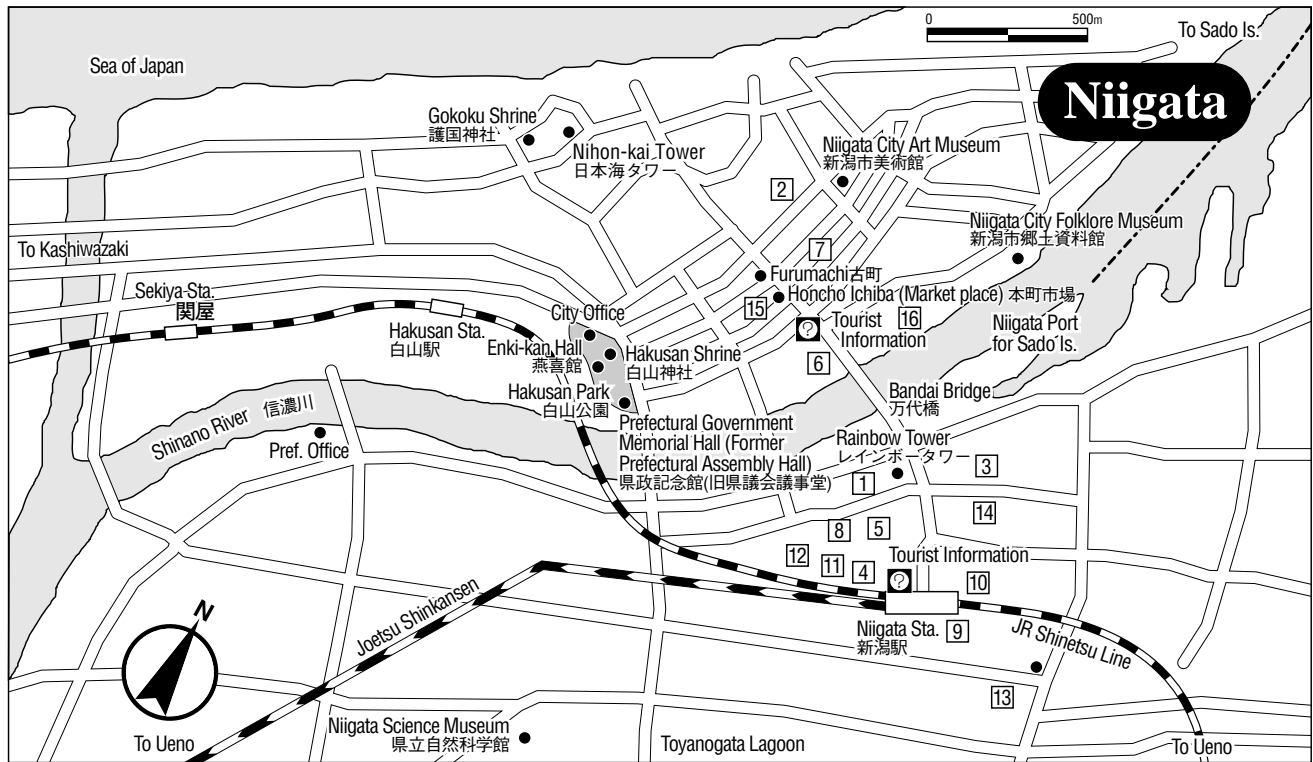 0 500m
To Sado Is.
Sea of Japan
Niigata
Gokoku Shrine
護国神社
Nihon-kai Tower
日本海タワー
Niigata City Art Museum
新潟市美術館
2
Niigata City Folklore Museum
新潟市郷土資料館
To Kashiwazaki
7
Furumachi古町
Sekiya Sta.
関屋
Honcho Ichiba (Market place) 本町市場
15
16
City Office
Tourist
Information
?
Niigata Port
for Sado Is.
Hakusan Sta.
白山駅
Enki-kan Hall
燕喜館
Hakusan Shrine
白山神社
6
Hakusan Park
白山公園
Bandai Bridge
万代橋
Shinano River 信濃川
Pref. Office
Prefectural Government
Memorial Hall (Former
Prefectural Assembly Hall)
県政記念館(旧県議会議事堂)
Rainbow Tower
レインボータワー
3
1
14
8
5
12
11
4
Tourist Information
?
10
Niigata Sta.
新潟駅
9
JR Shinetsu Line
Joetsu Shinkansen
N
13
Niigata Science Museum
県立自然科学館
To Ueno
Toyanogata Lagoon
To Ueno